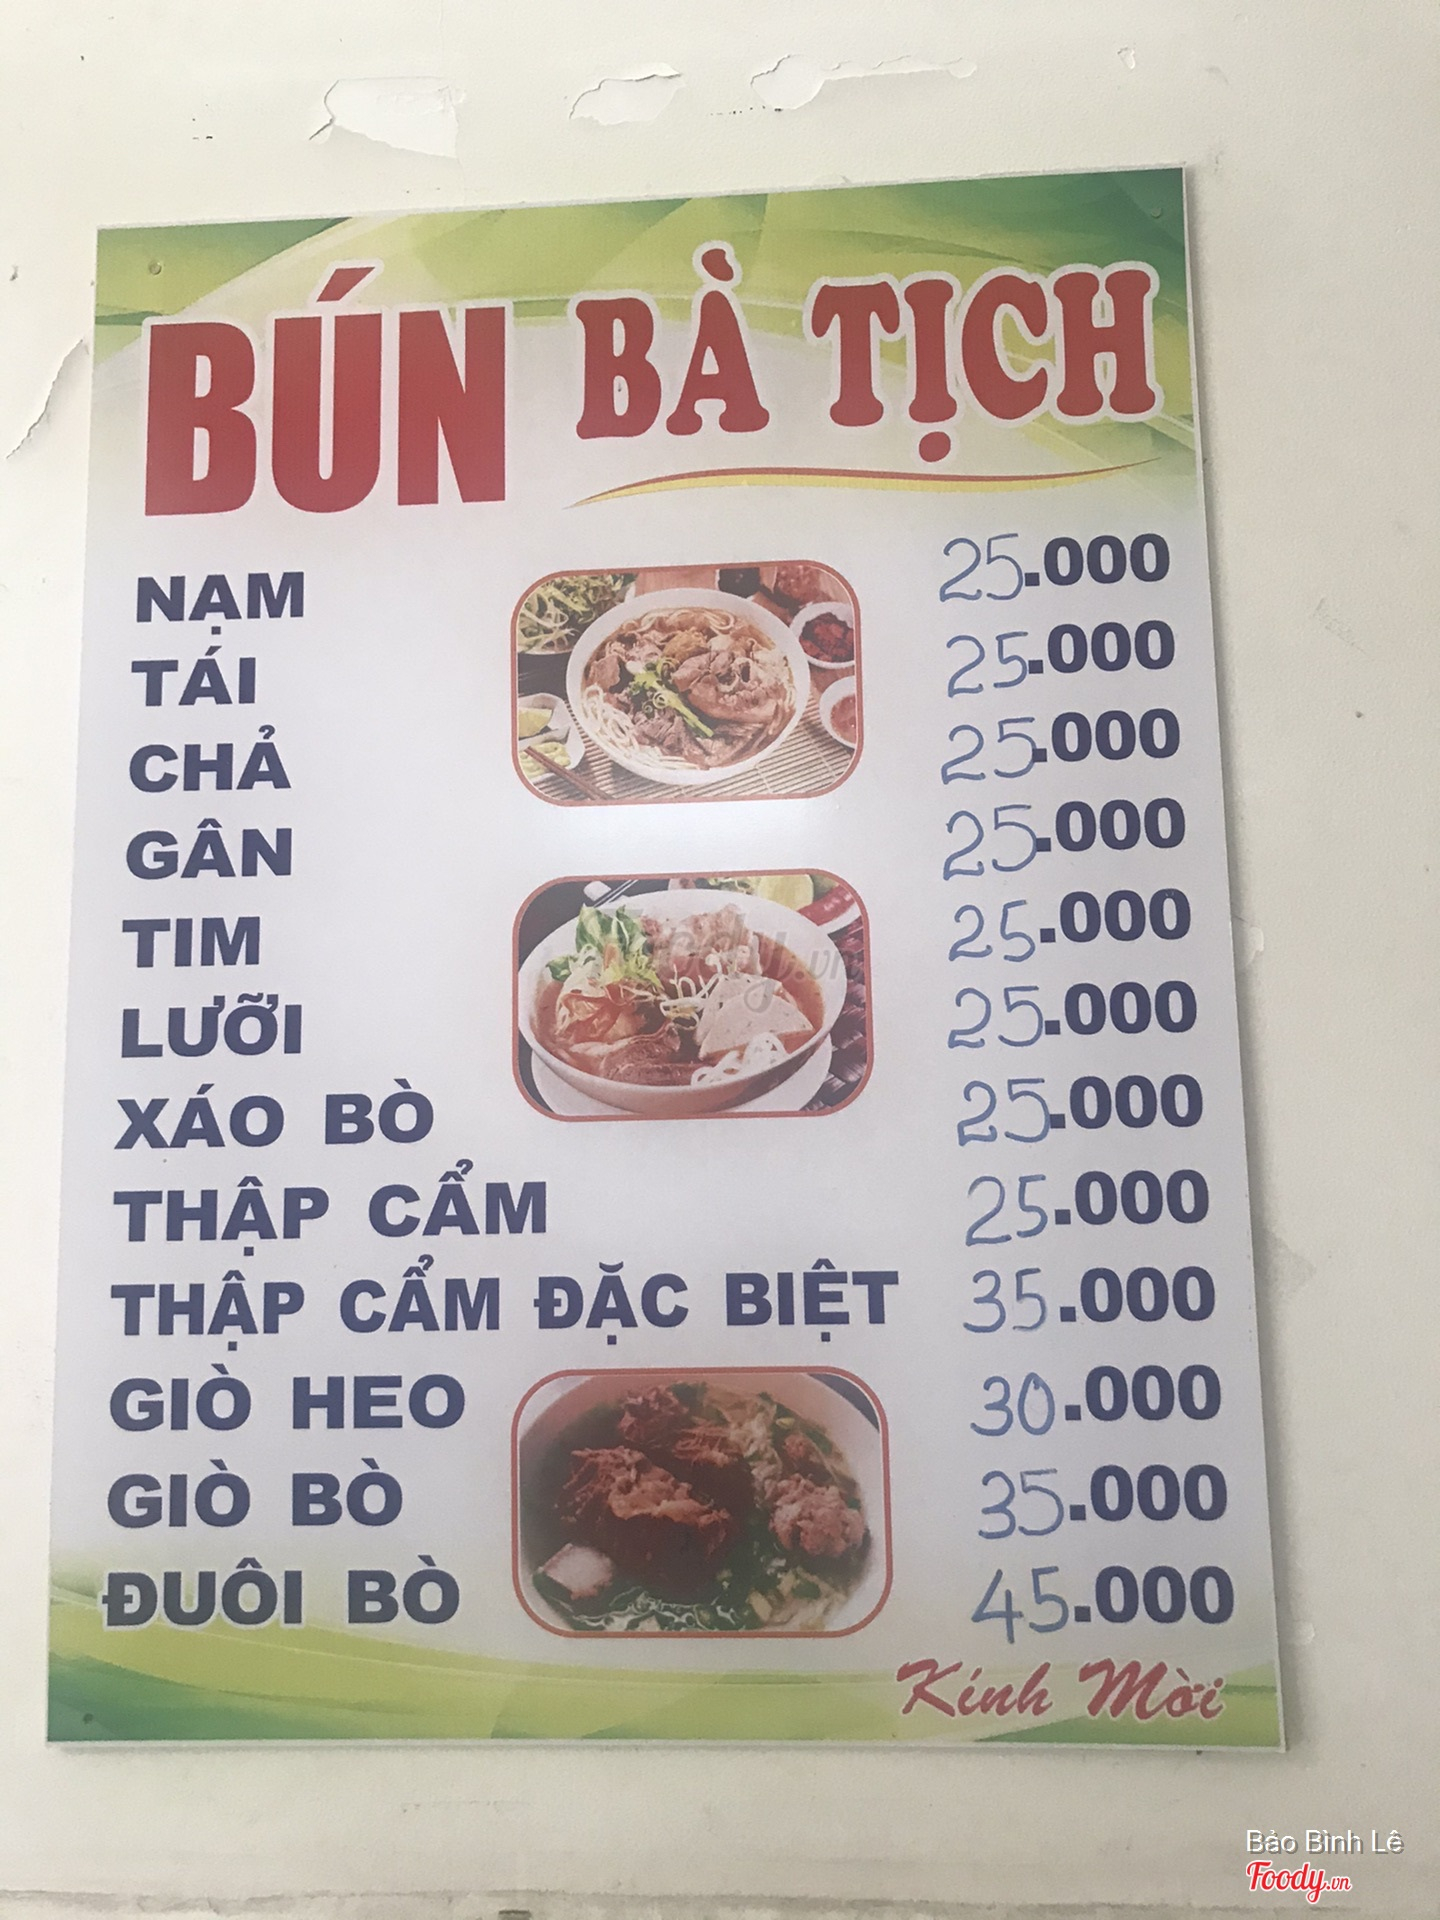 BÚN BÀ TỊCH
NẠM 25.000
TÁI 25.000
CHẢ 25.000
GÂN 25.000
TIM 25.000
LƯỠI 25.000
XÁO BÒ 25.000
THẬP CẨM 25.000
THẬP CẨM ĐẶC BIỆT 35.000
GIÒ HEO 30.000
GIÒ BÒ 35.000
ĐUÔI BÒ 45.000
Kính Mời
Foody.vn
Bảo Bình Lê
Foody.vn